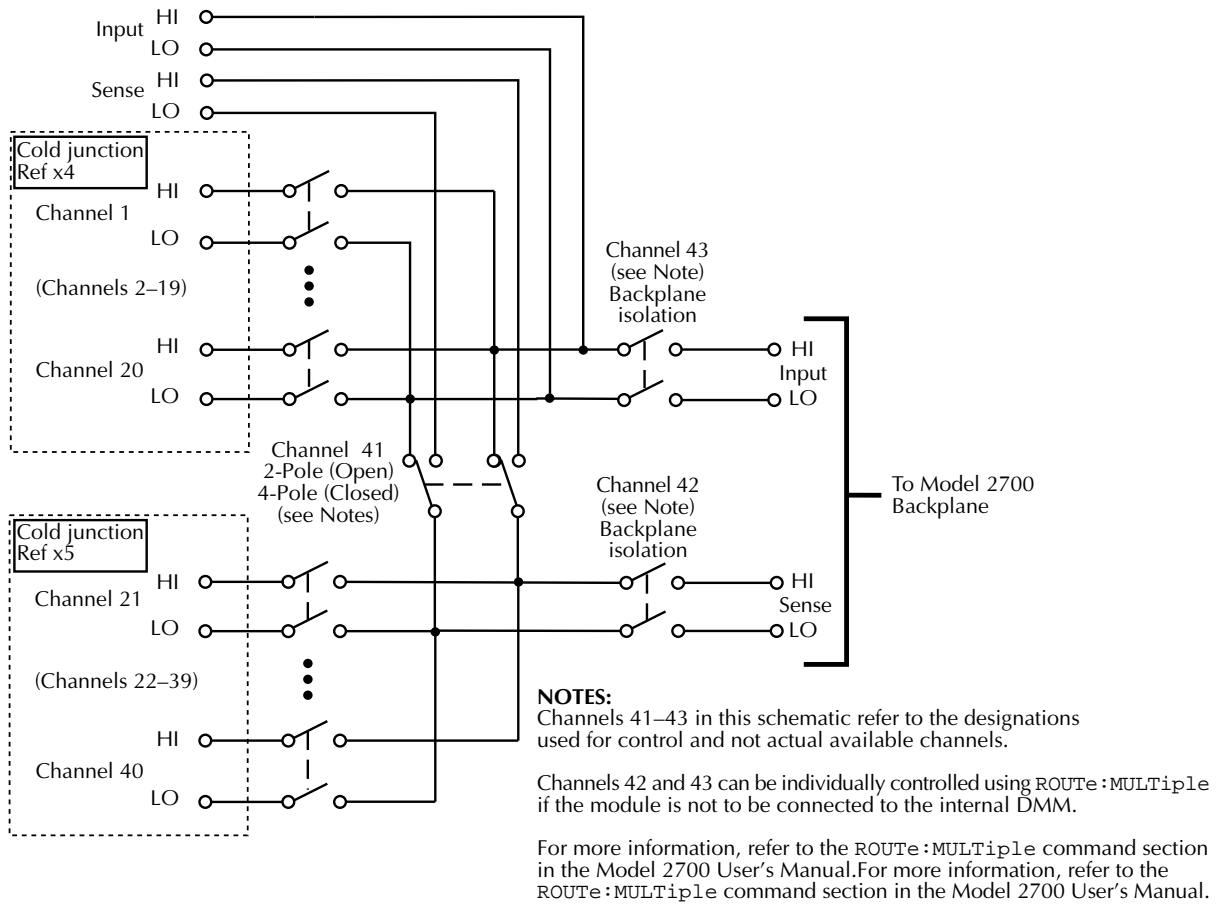 Input
HI
LO
Sense
HI
LO
Cold junction
Ref x4
Channel 1
HI
LO
(Channels 2–19)
Channel 20
HI
LO
Channel 43
(see Note)
Backplane
isolation
HI
Input
LO
Channel 41
2-Pole (Open)
4-Pole (Closed)
(see Notes)
Channel 42
(see Note)
Backplane
isolation
To Model 2700
Backplane
Cold junction
Ref x5
Channel 21
HI
LO
HI
Sense
LO
(Channels 22–39)
Channel 40
HI
LO
NOTES:
Channels 41–43 in this schematic refer to the designations
used for control and not actual available channels.
Channels 42 and 43 can be individually controlled using ROUTe:MULTiple
if the module is not to be connected to the internal DMM.
For more information, refer to the ROUTe:MULTiple command section
in the Model 2700 User's Manual.For more information, refer to the
ROUTe:MULTiple command section in the Model 2700 User's Manual.